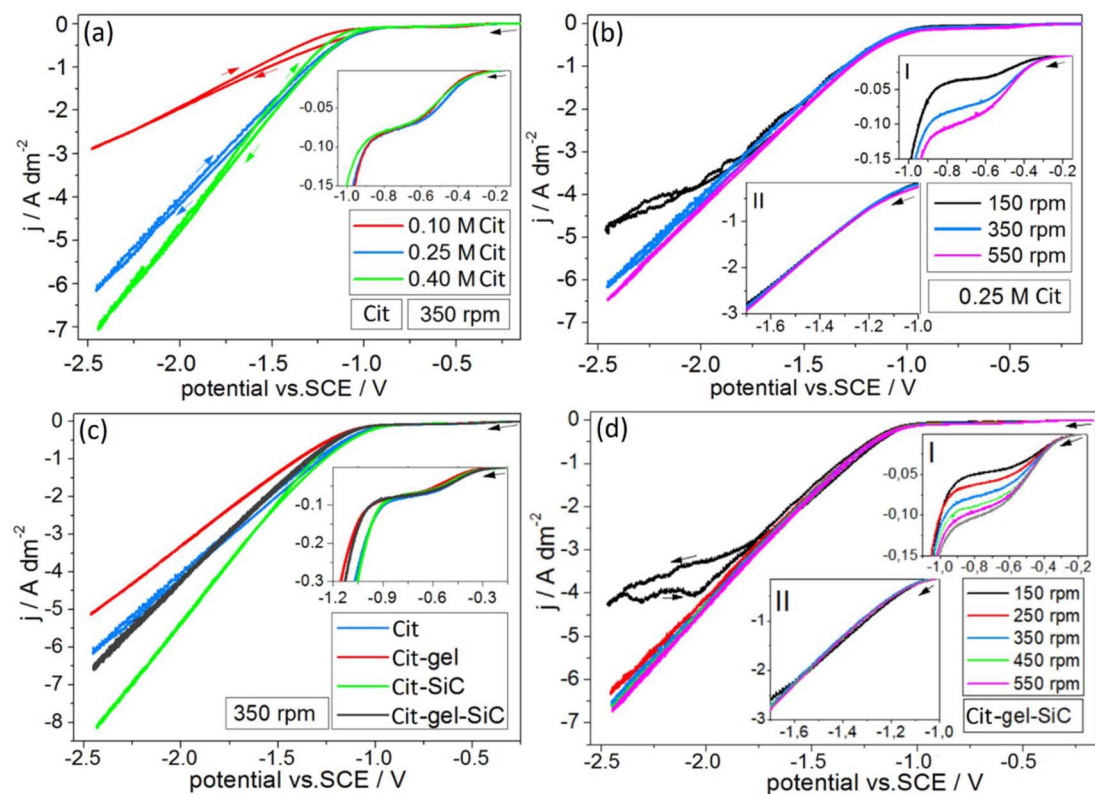 (a)
j / A dm-2
0
-1
-2
-3
-4
-5
-6
-7
-0.05
-0.10
-0.15
-1.0 -0.8 -0.6 -0.4 -0.2
0.10 M Cit
0.25 M Cit
0.40 M Cit
Cit 350 rpm
-2.5 -2.0 -1.5 -1.0 -0.5
potential vs.SCE / V
(b)
j / A dm-2
0
-1
-2
-3
-4
-5
-6
-7
I
-0.05
-0.10
-0.15
-1.0 -0.8 -0.6 -0.4 -0.2
II
-1
-2
-3
-1.6 -1.4 -1.2 -1.0
150 rpm
350 rpm
550 rpm
0.25 M Cit
-2.5 -2.0 -1.5 -1.0 -0.5
potential vs.SCE / V
(c)
j / A dm-2
0
-1
-2
-3
-4
-5
-6
-7
-8
-0.1
-0.2
-0.3
-1.2 -0.9 -0.6 -0.3
Cit
Cit-gel
Cit-SiC
Cit-gel-SiC
350 rpm
-2.5 -2.0 -1.5 -1.0 -0.5
potential vs.SCE / V
(d)
j / A dm-2
0
-1
-2
-3
-4
-5
-6
-7
I
-0,05
-0,10
-0,15
-1,0 -0,8 -0,6 -0,4 -0,2
II
-1
-2
-3
-1,6 -1,4 -1,2 -1,0
150 rpm
250 rpm
350 rpm
450 rpm
550 rpm
Cit-gel-SiC
-2.5 -2.0 -1.5 -1.0 -0.5
potential vs.SCE / V